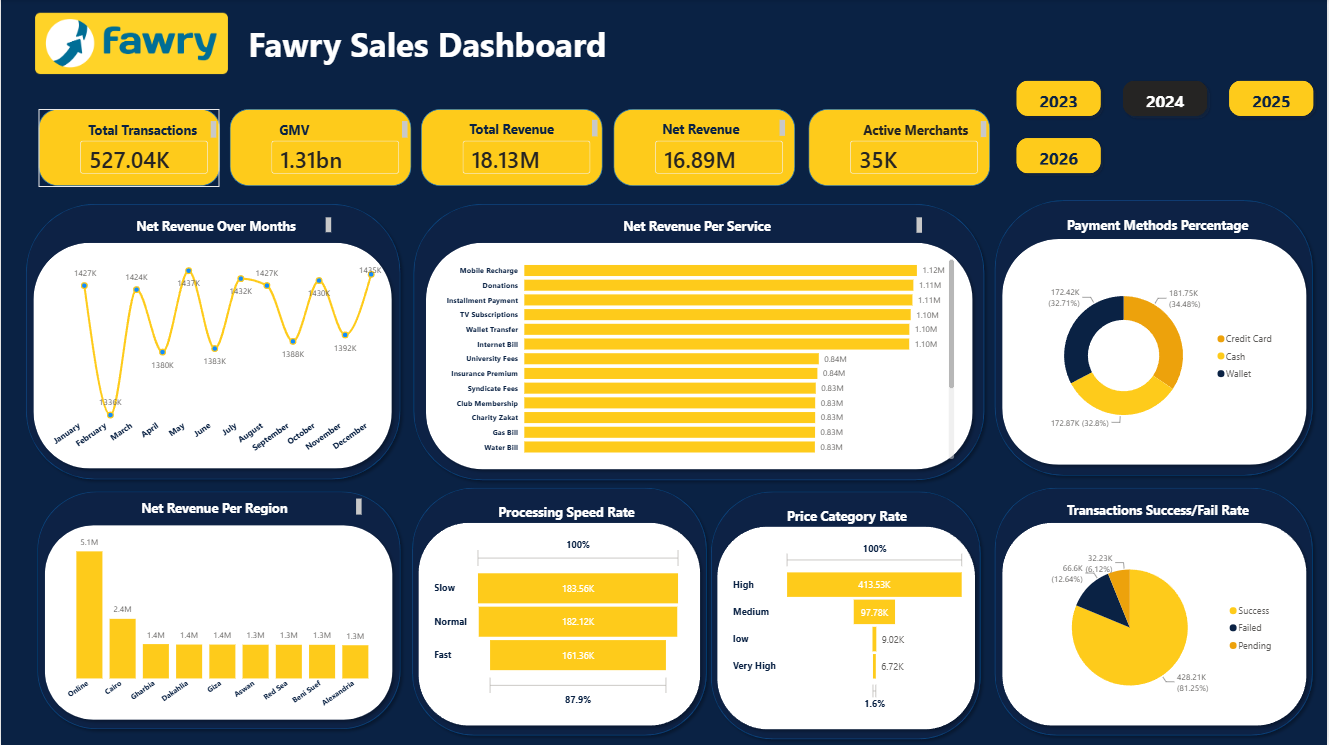 fawry
Fawry Sales Dashboard
2023
2024
2025
2026
Total Transactions
527.04K
GMV
1.31bn
Total Revenue
18.13M
Net Revenue
16.89M
Active Merchants
35K
Net Revenue Over Months
1427K
1336K
1424K
1380K
1437K
1383K
1432K
1427K
1388K
1430K
1392K
1435K
January
February
March
April
May
June
July
August
September
October
November
December
Net Revenue Per Service
Mobile Recharge 1.12M
Donations 1.11M
Installment Payment 1.11M
TV Subscriptions 1.10M
Wallet Transfer 1.10M
Internet Bill 1.10M
University Fees 0.84M
Insurance Premium 0.84M
Syndicate Fees 0.83M
Club Membership 0.83M
Charity Zakat 0.83M
Gas Bill 0.83M
Water Bill 0.83M
Payment Methods Percentage
172.42K
(32.71%)
181.75K
(34.48%)
172.87K (32.8%)
Credit Card
Cash
Wallet
Net Revenue Per Region
5.1M
2.4M
1.4M
1.4M
1.4M
1.3M
1.3M
1.3M
1.3M
Online
Cairo
Gharbia
Dakahlia
Giza
Aswan
Red Sea
Beni Suef
Alexandria
Processing Speed Rate
100%
Slow 183.56K
Normal 182.12K
Fast 161.36K
87.9%
Price Category Rate
100%
High 413.53K
Medium 97.78K
low 9.02K
Very High 6.72K
1.6%
Transactions Success/Fail Rate
32.23K
(6.12%)
66.6K
(12.64%)
428.21K
(81.25%)
Success
Failed
Pending